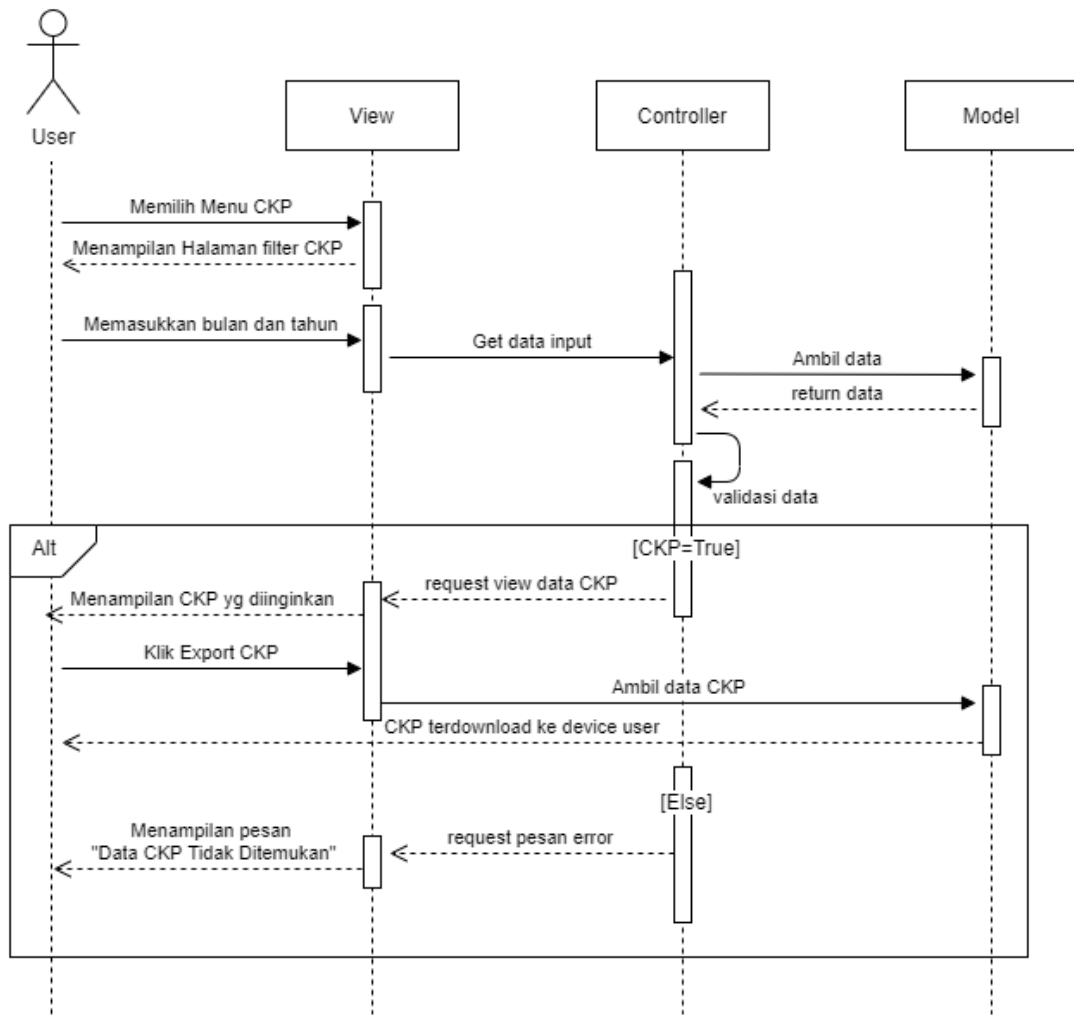 User
View
Controller
Model
Memilih Menu CKP
Menampilan Halaman filter CKP
Memasukkan bulan dan tahun
Get data input
Ambil data
return data
validasi data
Alt
[CKP=True]
request view data CKP
Menampilan CKP yg diinginkan
Klik Export CKP
Ambil data CKP
CKP terdownload ke device user
[Else]
Menampilan pesan
"Data CKP Tidak Ditemukan"
request pesan error